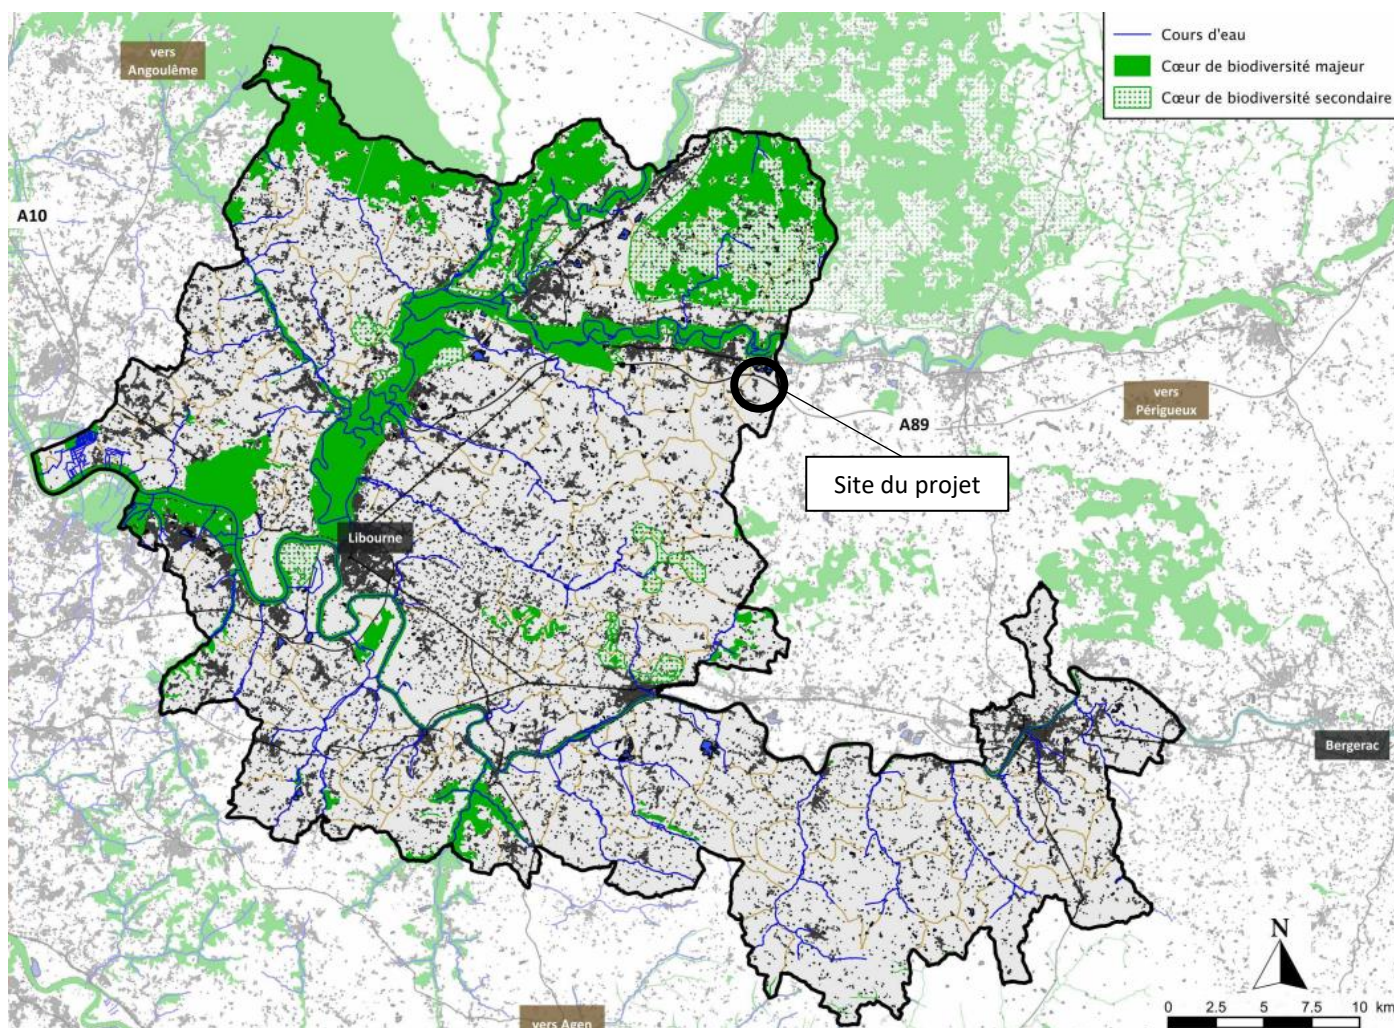 vers
Angoulême
Cours d'eau
Cœur de biodiversité majeur
Cœur de biodiversité secondaire
A10
vers
Périgueux
A89
Site du projet
Libourne
Bergerac
N
vers Agen
0 2.5 5 7.5 10 km